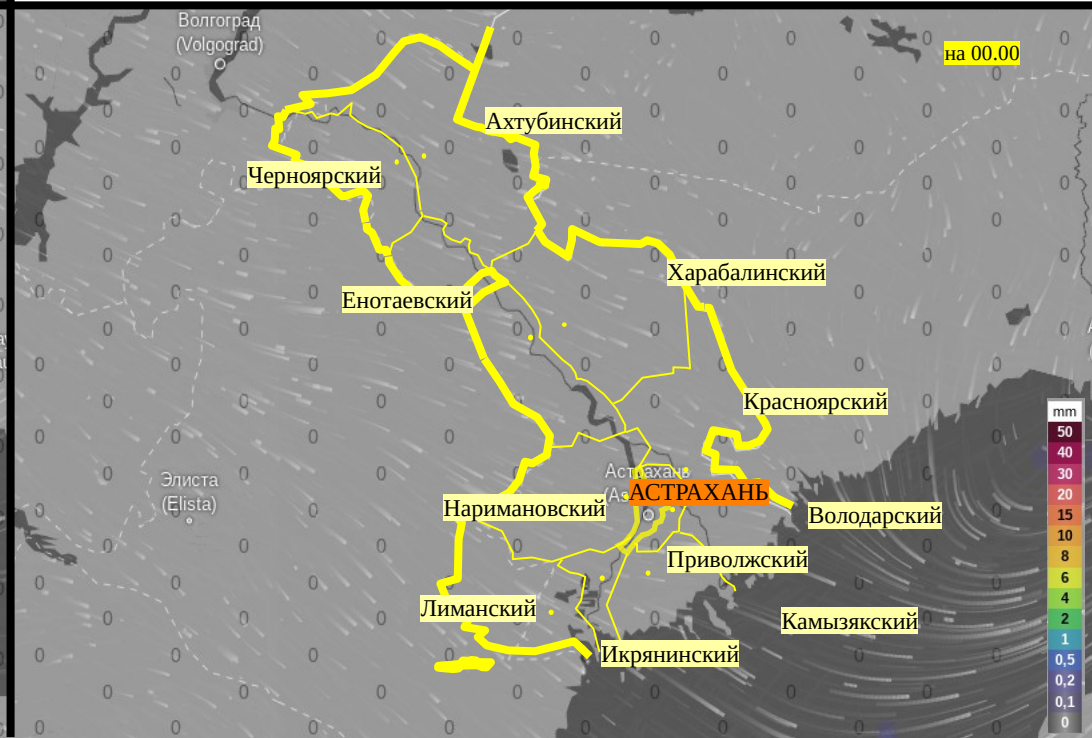 Волгоград
(Volgograd)
на 00.00
Ахтубинский
Черноярский
Харабалинский
Енотаевский
Красноярский
mm
50
40
30
20
15
10
8
6
4
2
1
0,5
0,2
0,1
0
Астрахань
Элиста
(Elista)
АСТРАХАНЬ
Наримановский
Володарский
Приволжский
Лиманский
Камызякский
Икрянинский